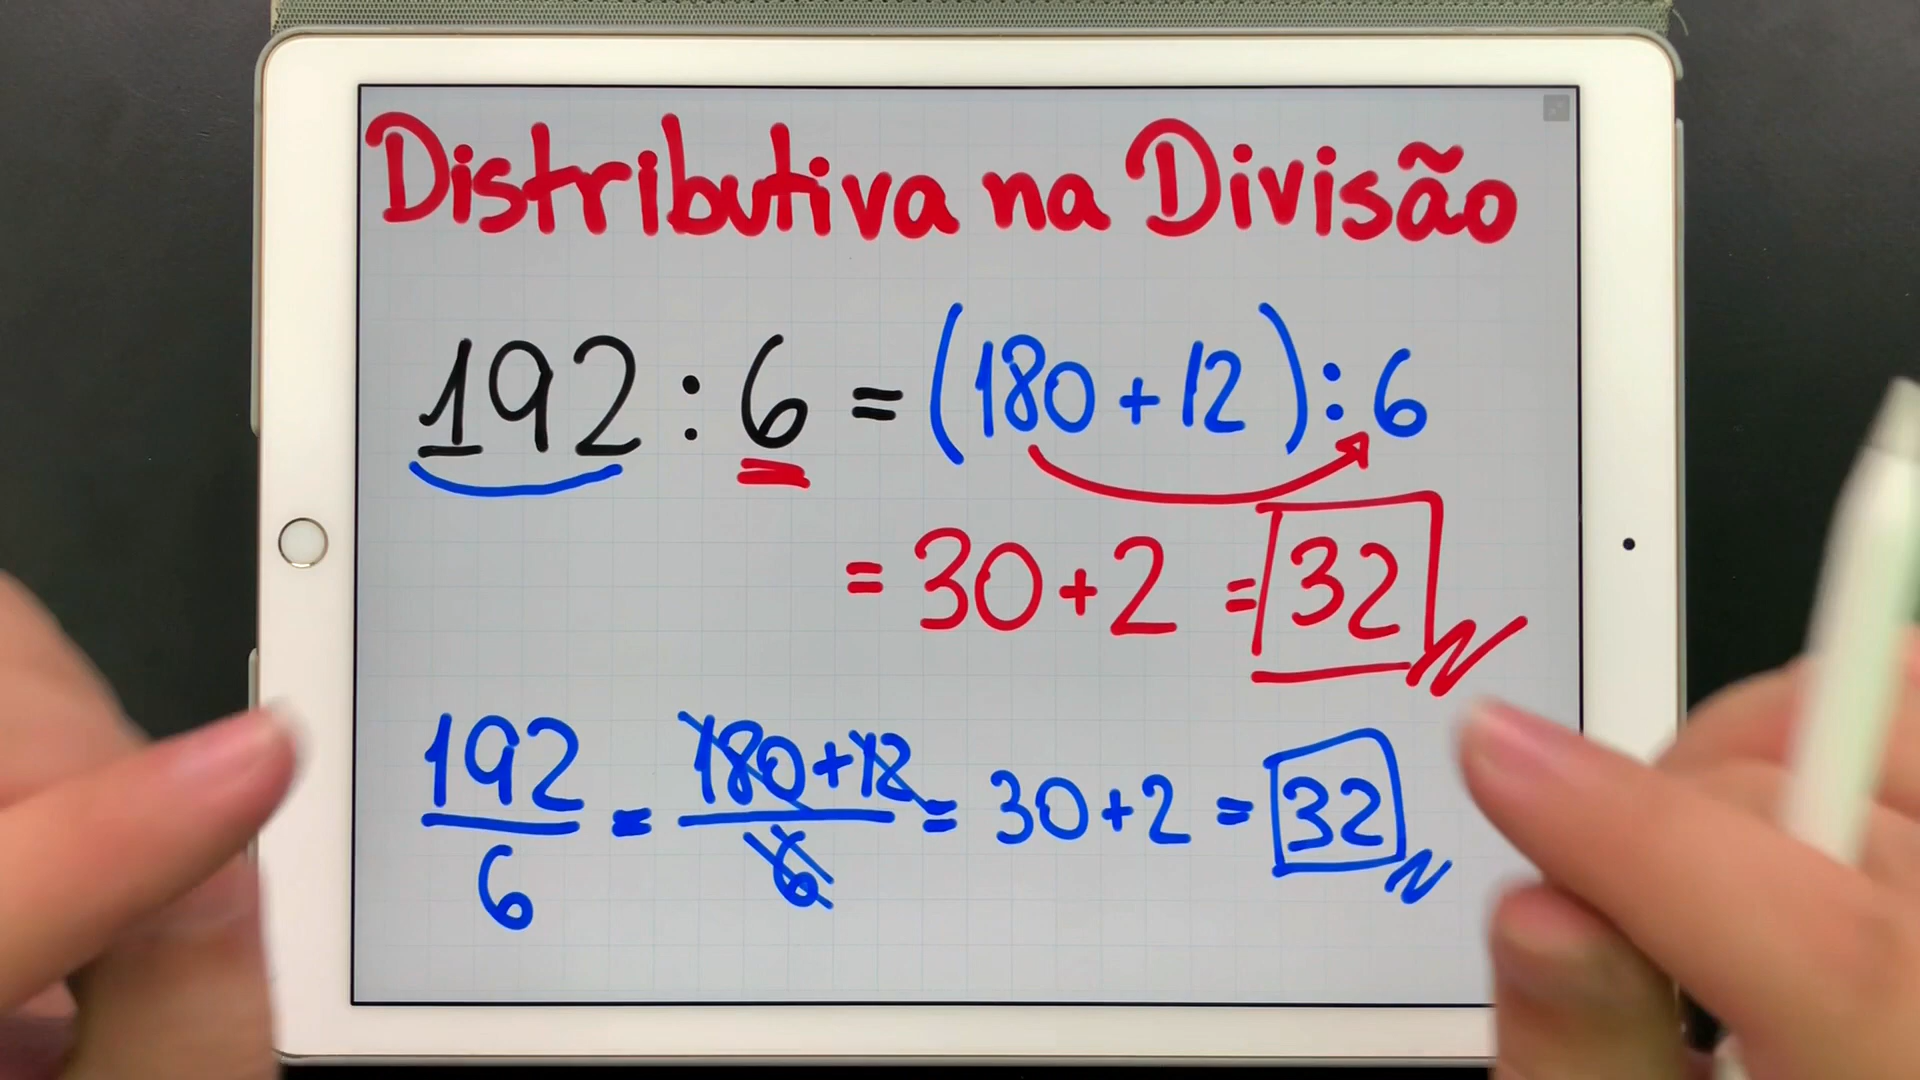 Distributiva na Divisão
192 : 6 = (180 + 12) : 6
= 30 + 2 = 32
192/6 = (180 + 12)/6 = 30 + 2 = 32